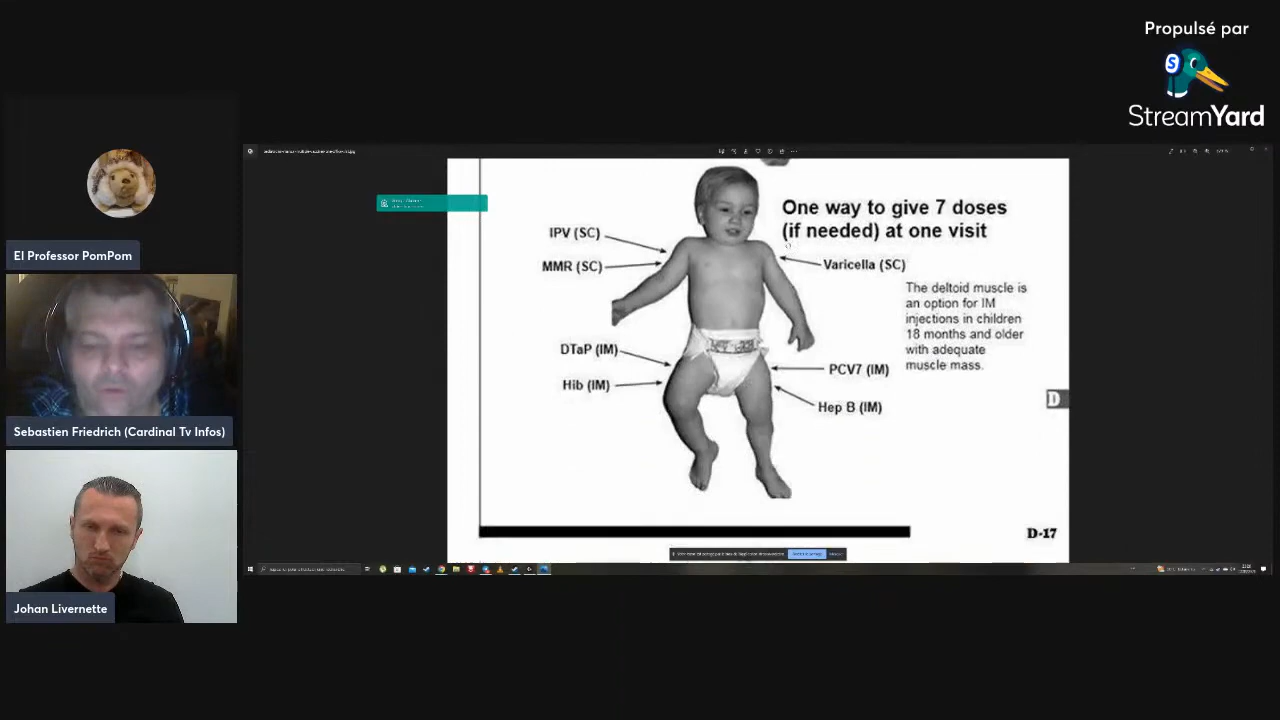 Propulsé par
StreamYard
El Professor PomPom
Sebastien Friedrich (Cardinal Tv Infos)
Johan Livernette
One way to give 7 doses
(if needed) at one visit
IPV (SC)
MMR (SC)
Varicella (SC)
The deltoid muscle is
an option for IM
injections in children
18 months and older
with adequate
muscle mass.
DTaP (IM)
Hib (IM)
PCV7 (IM)
Hep B (IM)
D
D-17